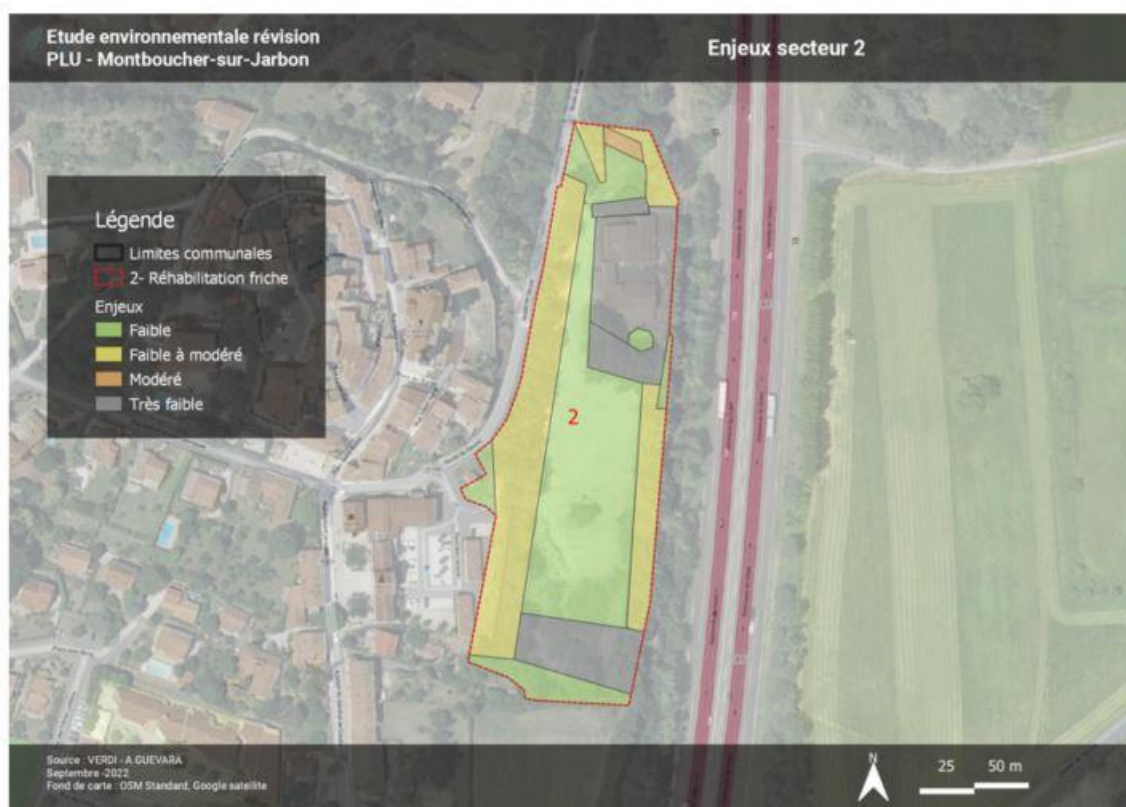 Etude environnementale révision
PLU - Montboucher-sur-Jarbon
Enjeux secteur 2
Légende
Limites communales
2- Réhabilitation friche
Enjeux
Faible
Faible à modéré
Modéré
Très faible
2
Source : VERDI - A.GUEVARA
Septembre -2022
Fond de carte : OSM Standard, Google satellite
N
25 50 m